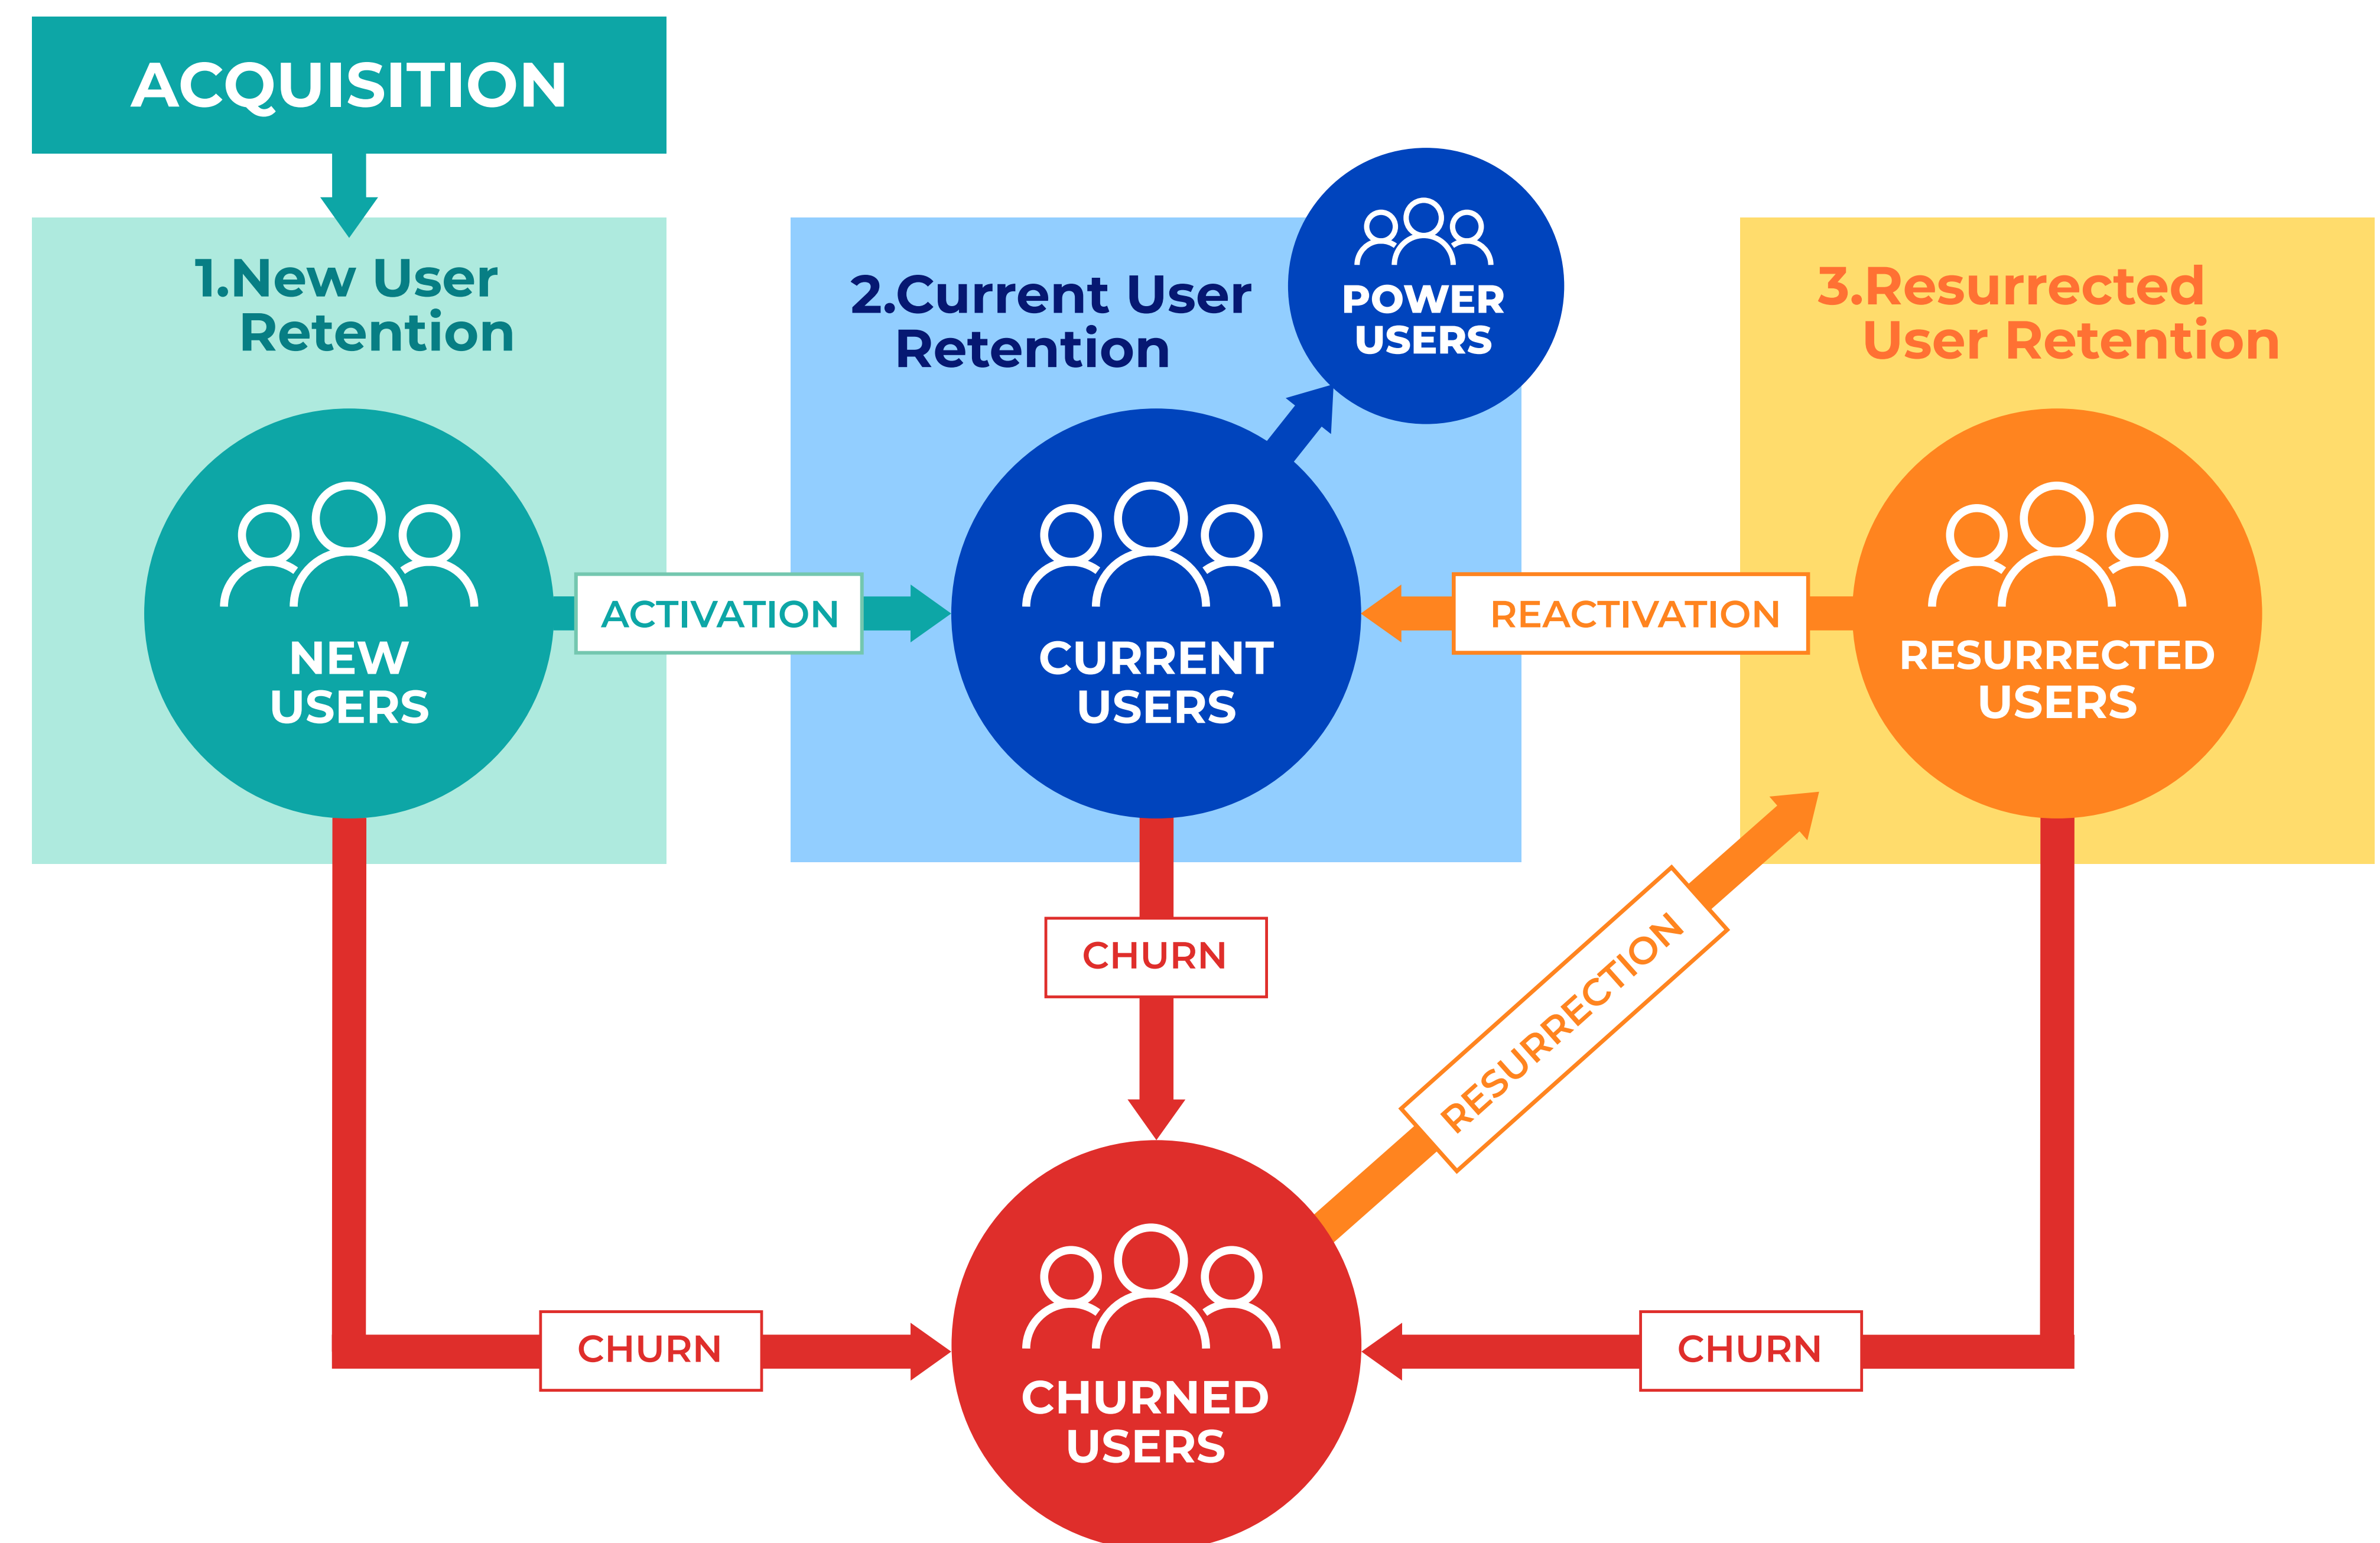 ACQUISITION
1.New User
Retention
2.Current User
Retention
POWER
USERS
3.Resurrected
User Retention
NEW
USERS
ACTIVATION
CURRENT
USERS
REACTIVATION
RESURRECTED
USERS
CHURN
RESURRECTION
CHURN
CHURNED
USERS
CHURN